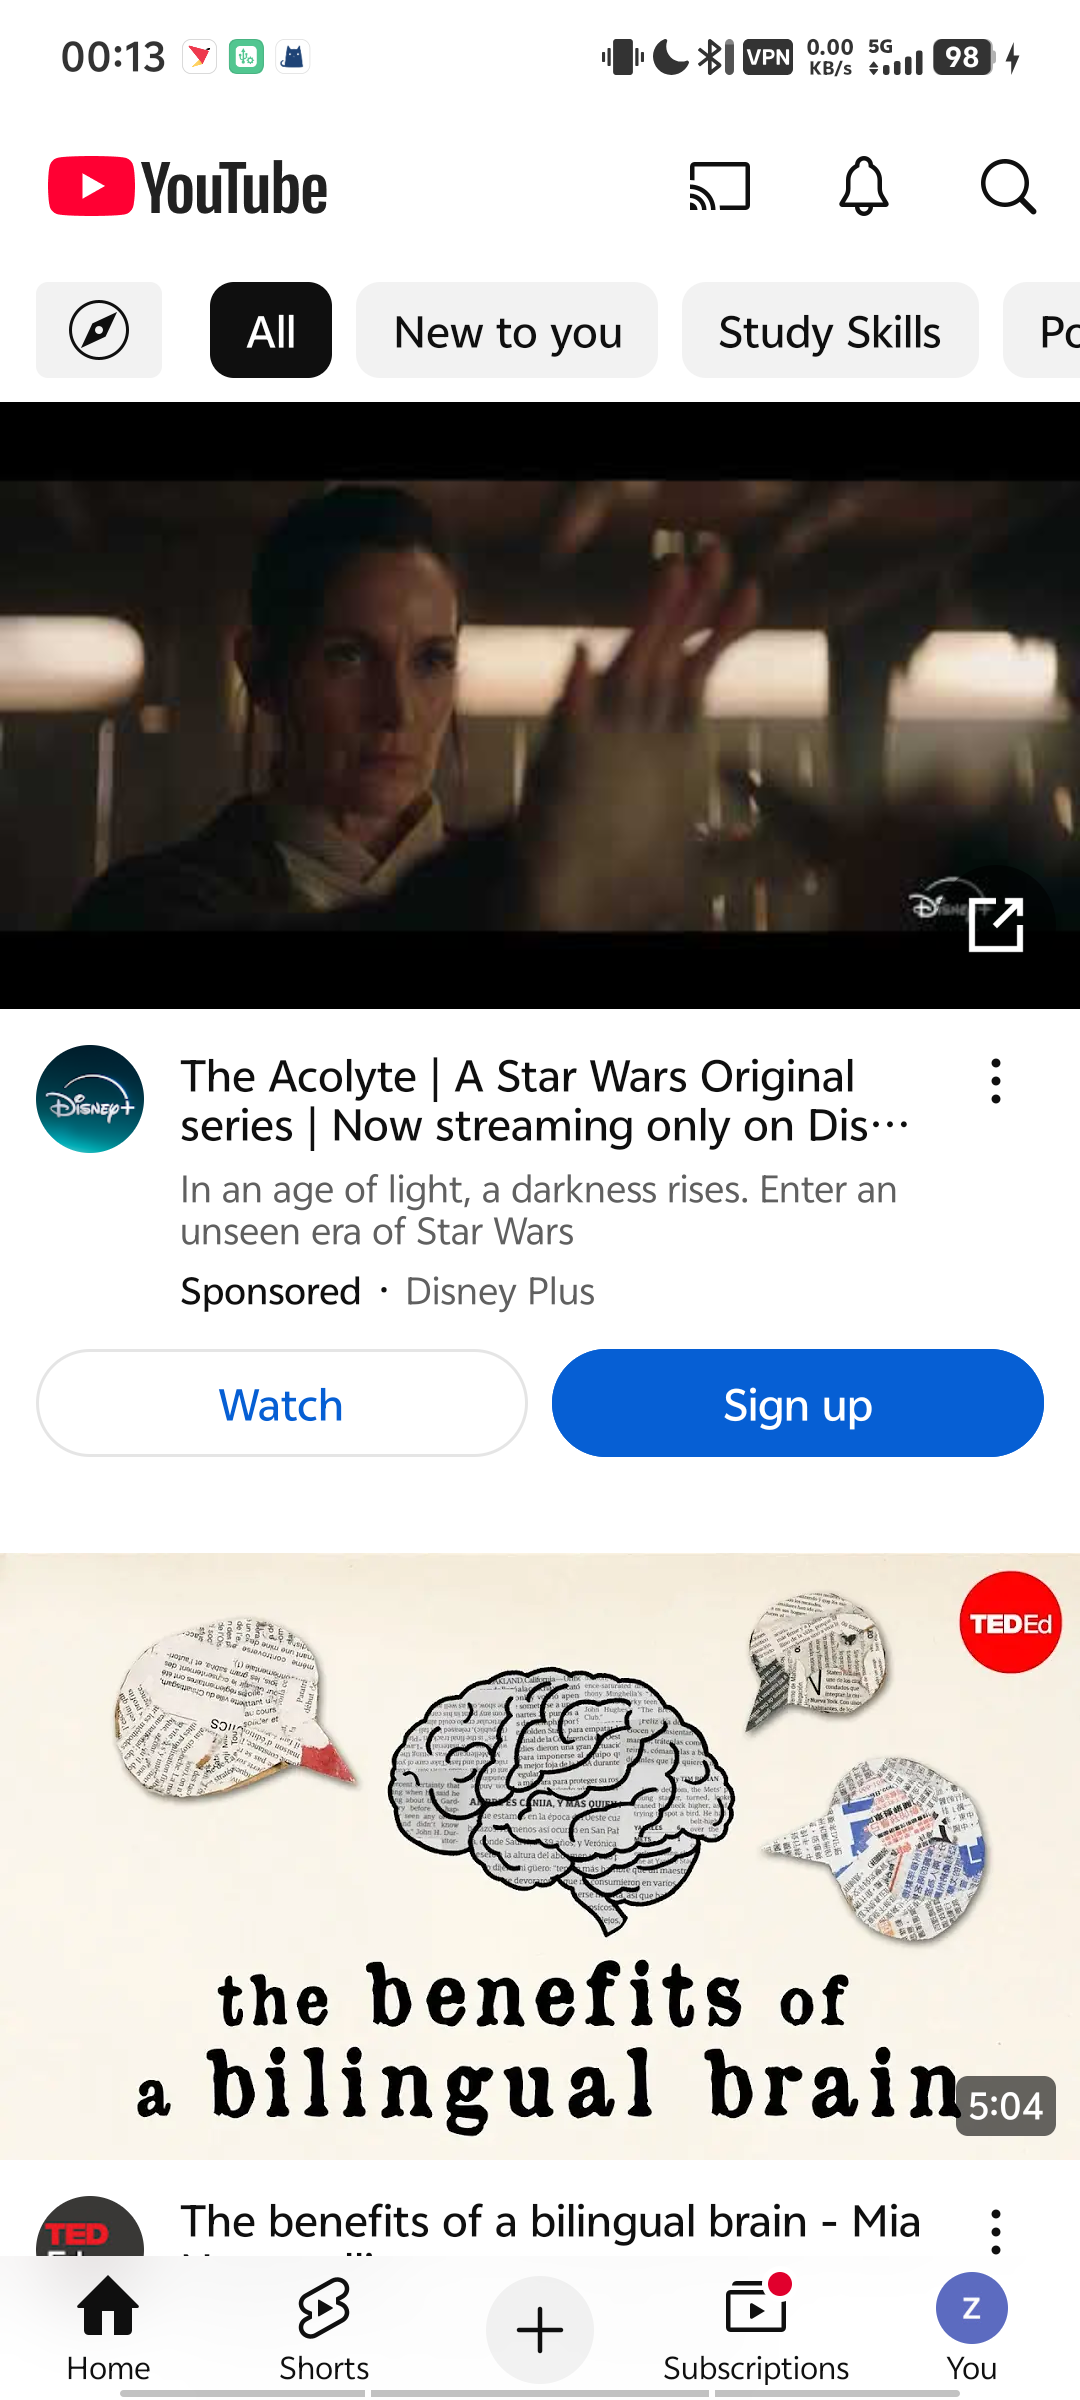 00:13
VPN
0.00 KB/s
5G
98
YouTube
All
New to you
Study Skills
Po
Disney+
Disney+
The Acolyte | A Star Wars Original
series | Now streaming only on Dis…
In an age of light, a darkness rises. Enter an
unseen era of Star Wars
Sponsored · Disney Plus
Watch
Sign up
TEDEd
the benefits of
a bilingual brain
5:04
TED
The benefits of a bilingual brain - Mia
Home
Shorts
Subscriptions
Z
You